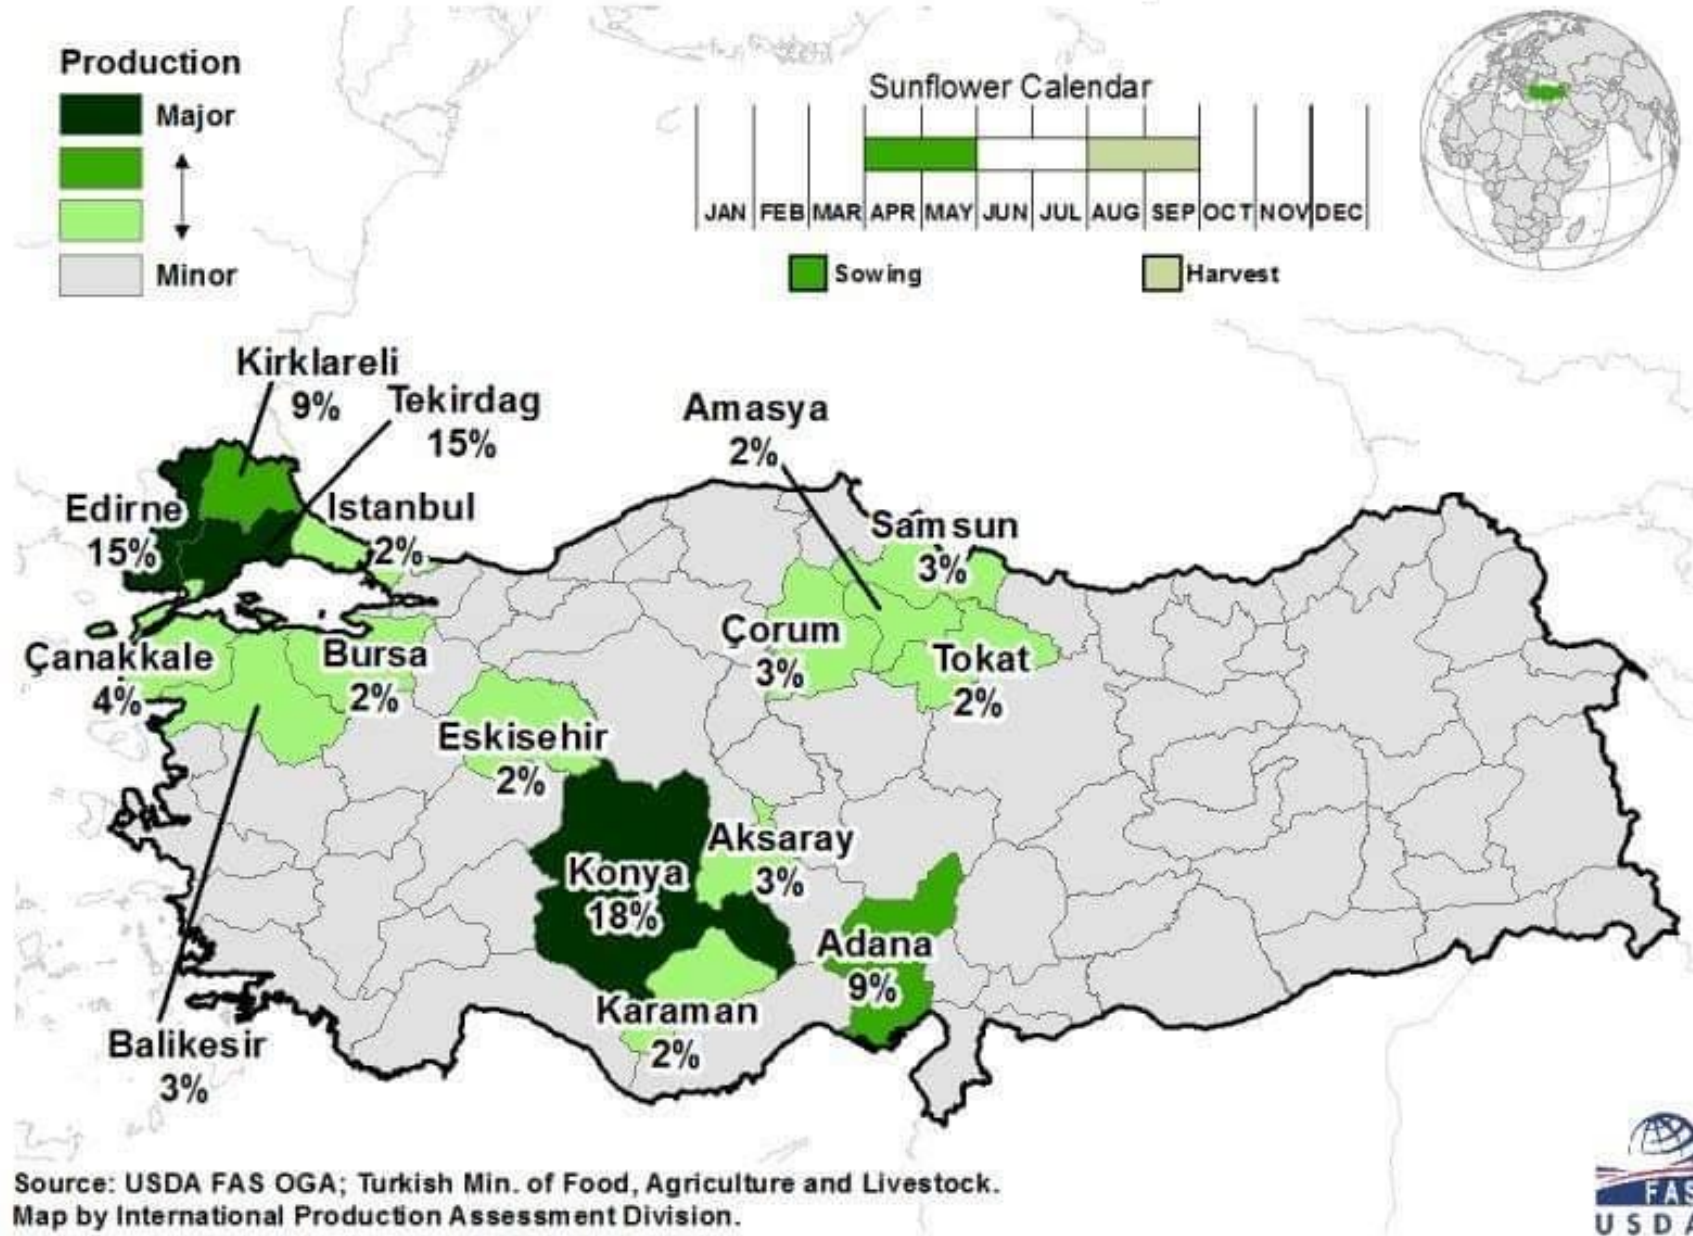 Production
Major
Minor
Sunflower Calendar
JAN FEB MAR APR MAY JUN JUL AUG SEP OCT NOV DEC
Sowing
Harvest
Kirklareli
9%
Tekirdag
15%
Edirne
15%
Istanbul
2%
Amasya
2%
Samsun
3%
Çorum
3%
Tokat
2%
Çanakkale
4%
Bursa
2%
Eskisehir
2%
Aksaray
3%
Konya
18%
Adana
9%
Karaman
2%
Balikesir
3%
Source: USDA FAS OGA; Turkish Min. of Food, Agriculture and Livestock.
Map by International Production Assessment Division.
FAS
USDA